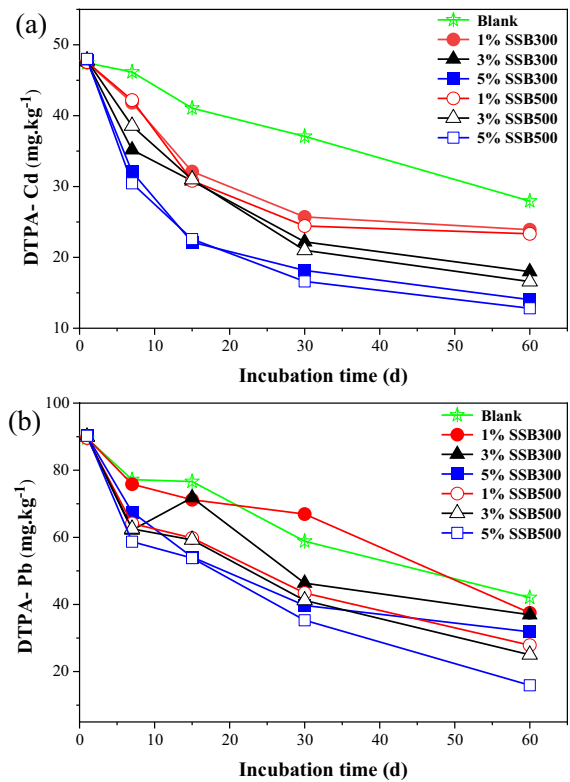 (a)
Blank
1% SSB300
3% SSB300
5% SSB300
1% SSB500
3% SSB500
5% SSB500
50
40
30
20
10
DTPA- Cd (mg.kg-1)
0 10 20 30 40 50 60
Incubation time (d)
(b)
Blank
1% SSB300
3% SSB300
5% SSB300
1% SSB500
3% SSB500
5% SSB500
100
80
60
40
20
DTPA- Pb (mg.kg-1)
0 10 20 30 40 50 60
Incubation time (d)